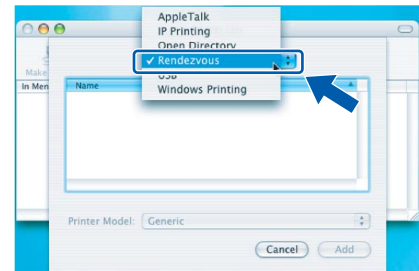 AppleTalk
IP Printing
Open Directory
✓ Rendezvous
USB
Windows Printing
Make
In Men
Name
Printer Model: Generic
Cancel Add